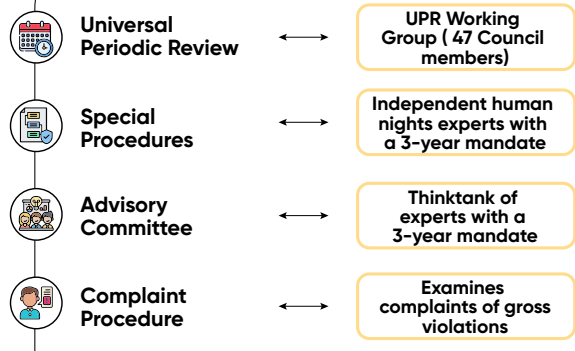 Universal
Periodic Review
UPR Working
Group ( 47 Council
members)
Special
Procedures
Independent human
nights experts with
a 3-year mandate
Advisory
Committee
Thinktank of
experts with a
3-year mandate
Complaint
Procedure
Examines
complaints of gross
violations